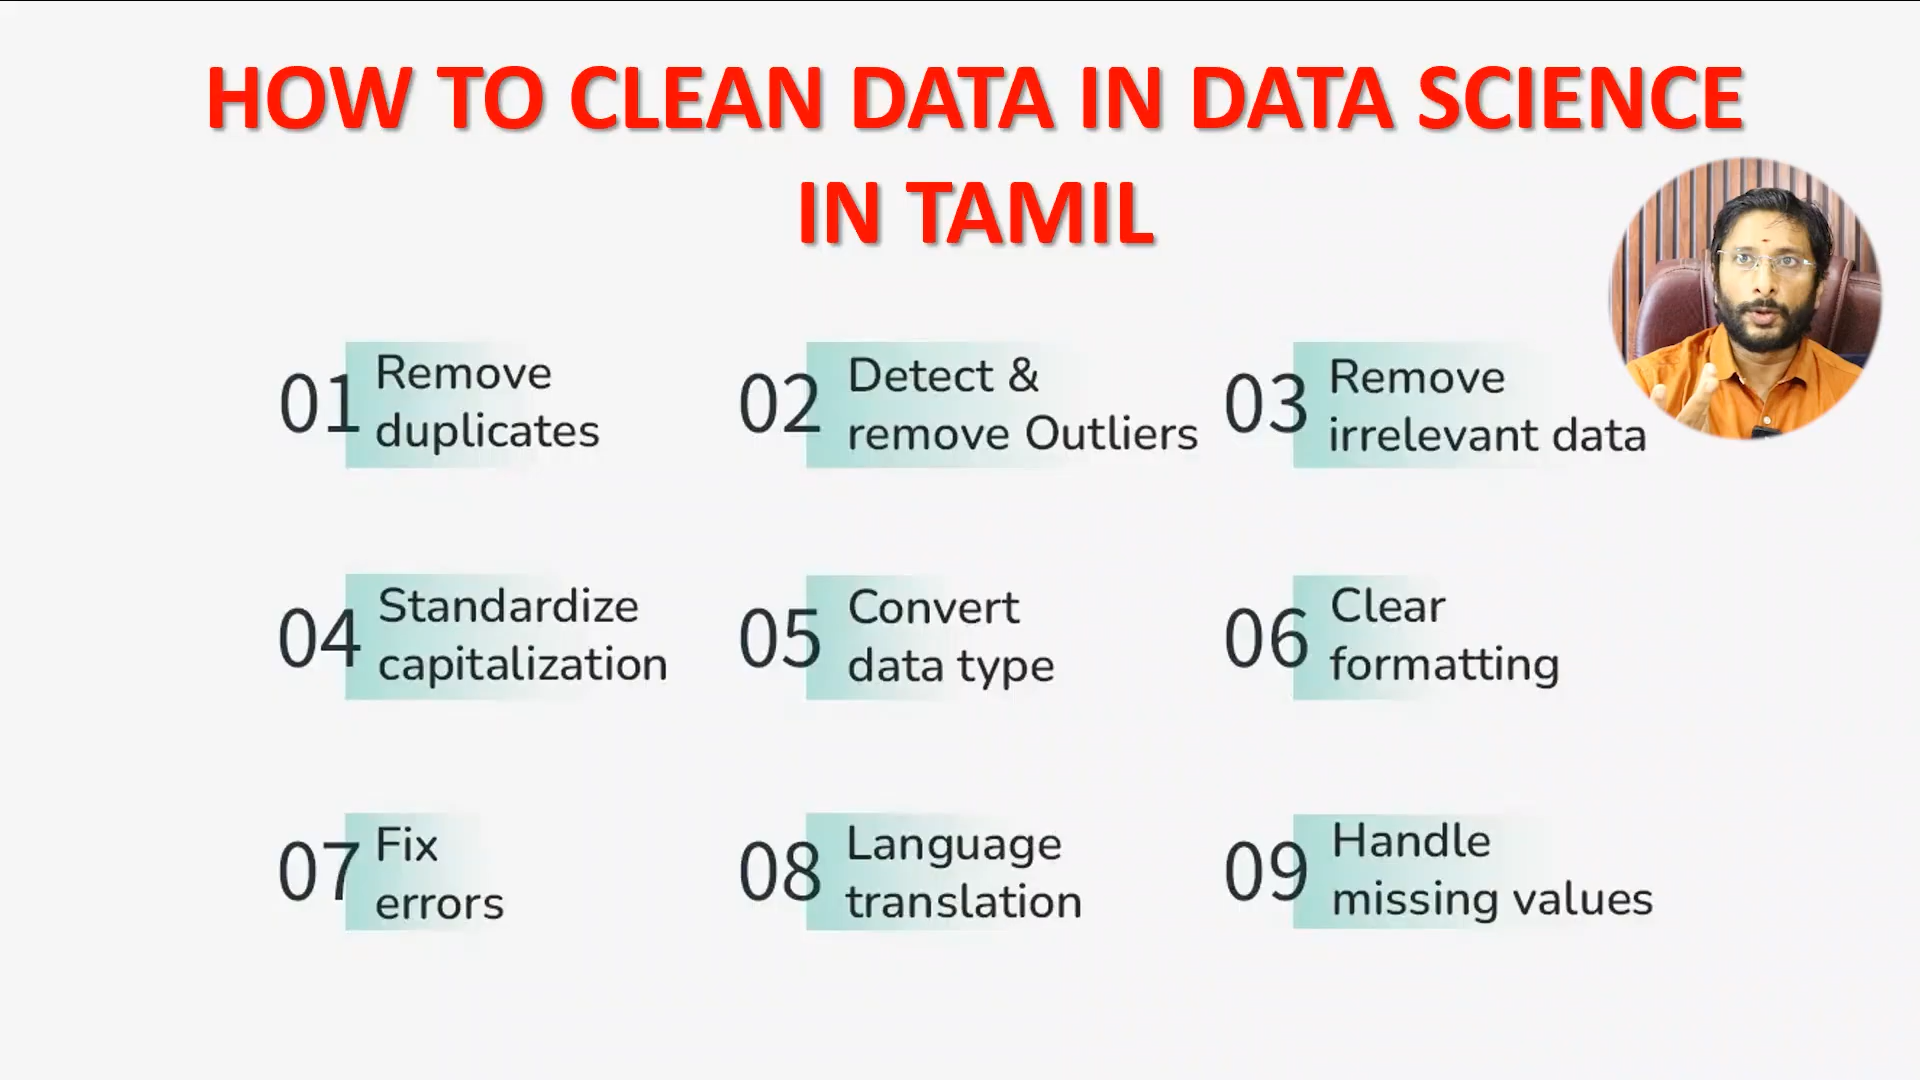 HOW TO CLEAN DATA IN DATA SCIENCE
IN TAMIL
01 Remove
duplicates
02 Detect &
remove Outliers
03 Remove
irrelevant data
04 Standardize
capitalization
05 Convert
data type
06 Clear
formatting
07 Fix
errors
08 Language
translation
09 Handle
missing values